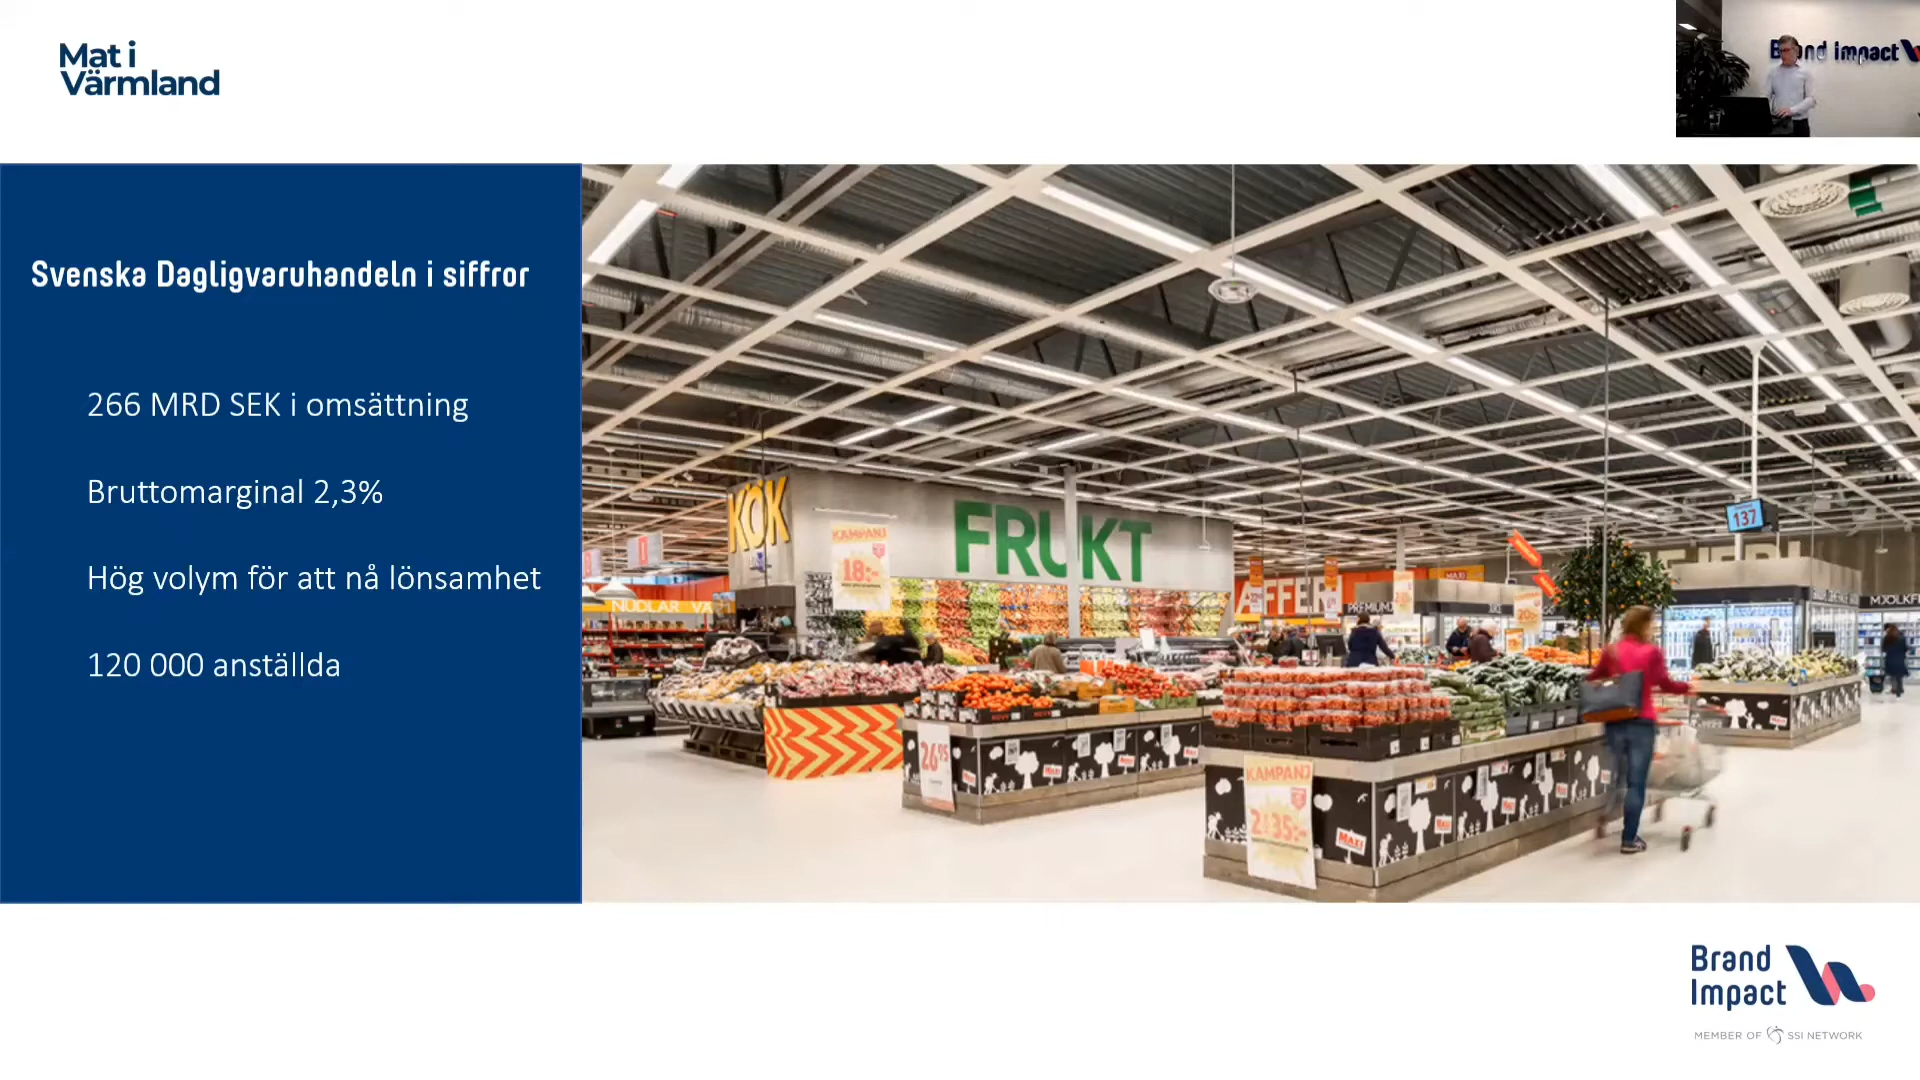 Mat i
Värmland
Brand impact
Svenska Dagligvaruhandeln i siffror
266 MRD SEK i omsättning
Bruttomarginal 2,3%
Hög volym för att nå lönsamhet
120 000 anställda
KÖK
KAMPANJ
18:-
FRUKT
137
NUDLAR
PREMIUM
26 95
KAMPANJ
2 35:-
MAXI
Brand
Impact
MEMBER OF SSI NETWORK